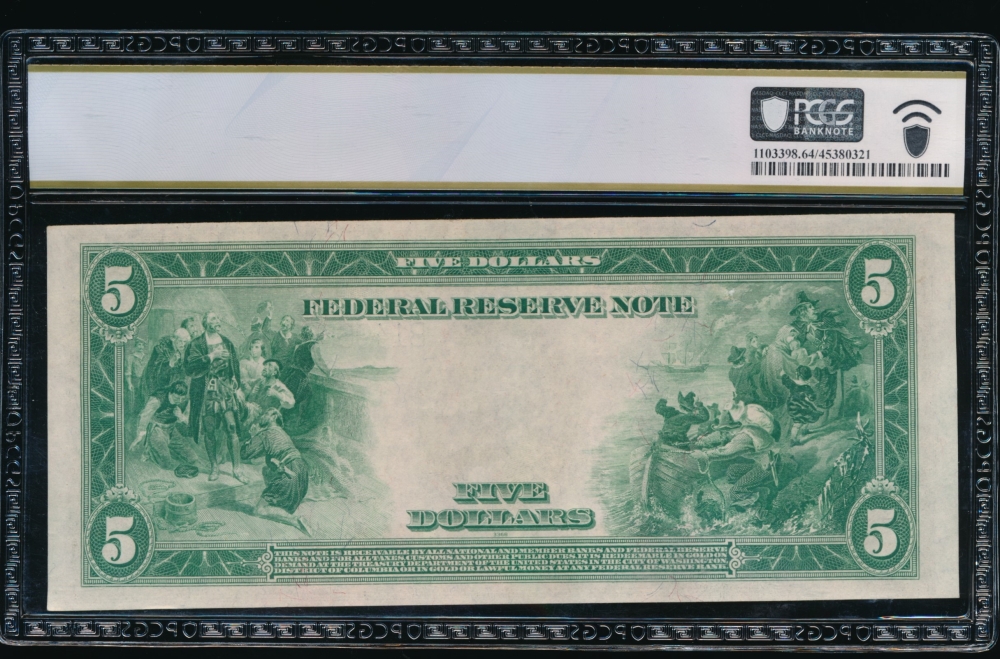 PCGS
BANKNOTE
1103398.64/45380321
5 FIVE DOLLARS 5
FEDERAL RESERVE NOTE
FIVE
DOLLARS
5 5
THIS NOTE IS RECEIVABLE BY ALL NATIONAL AND MEMBER BANKS AND FEDERAL RESERVE
BANKS AND FOR ALL TAXES, CUSTOMS AND OTHER PUBLIC DUES. IT IS REDEEMABLE IN GOLD ON
DEMAND AT THE TREASURY DEPARTMENT OF THE UNITED STATES IN THE CITY OF WASHINGTON,
DISTRICT OF COLUMBIA OR IN GOLD OR LAWFUL MONEY AT ANY FEDERAL RESERVE BANK.